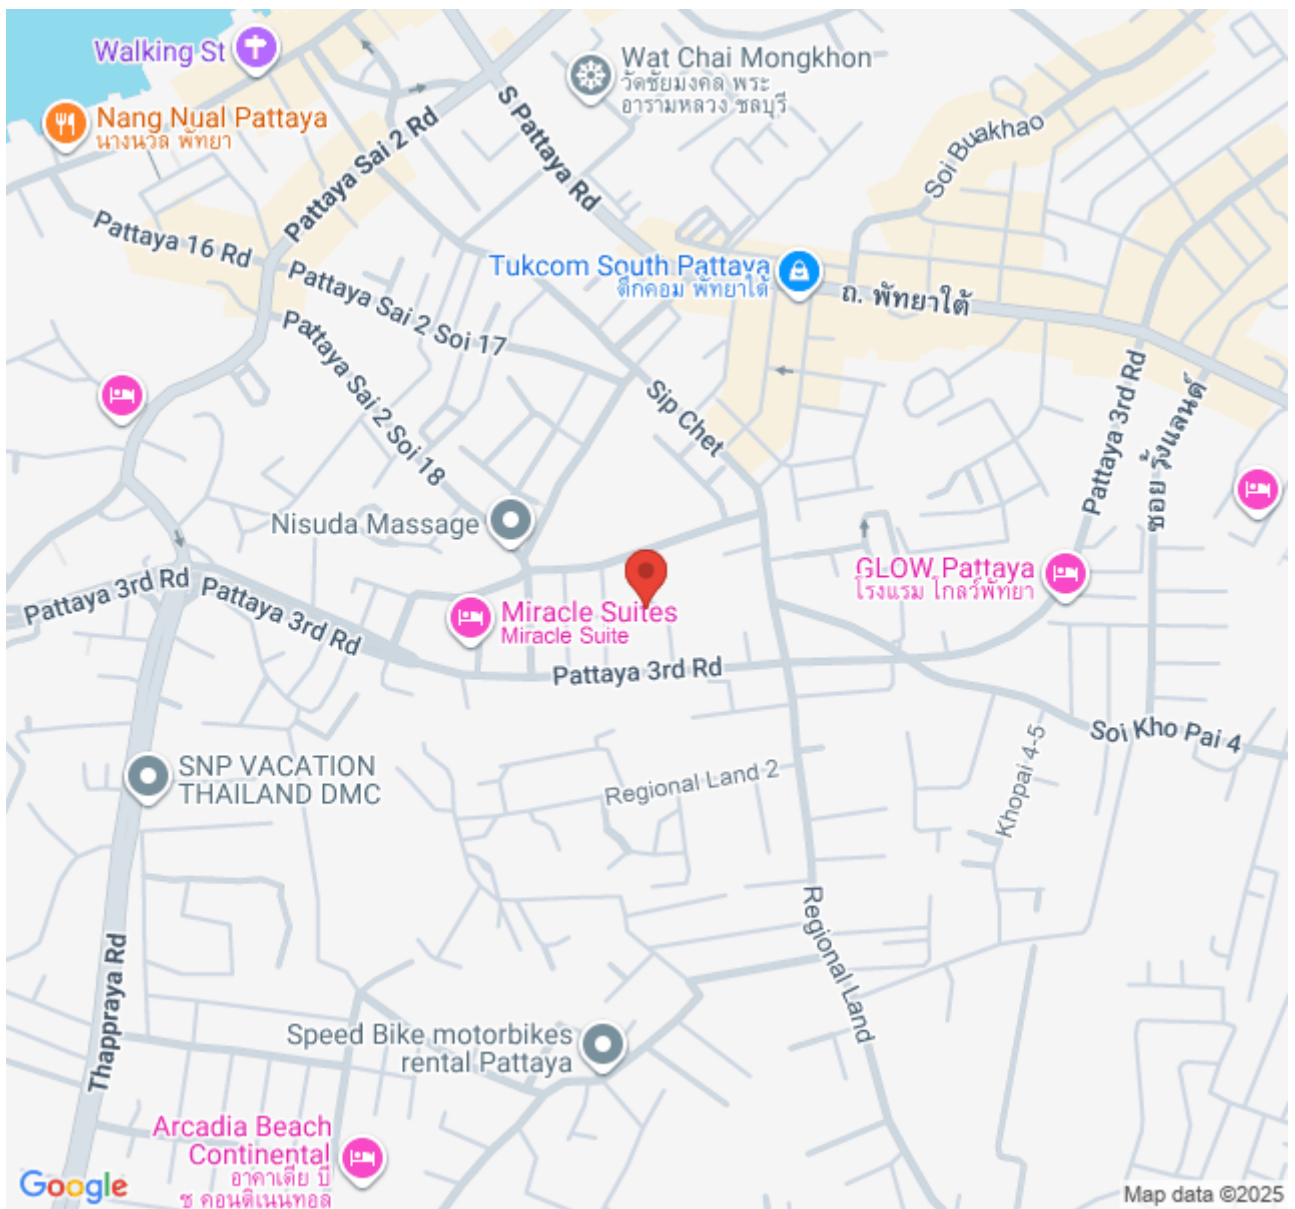 Walking St
Wat Chai Mongkhon
วัดชัยมงคล พระ
อารามหลวง ชลบุรี
Nang Nual Pattaya
นางนวล พัทยา
Pattaya Sai 2 Rd
S Pattaya Rd
Soi Buakhao
Pattaya 16 Rd
Tukcom South Pattaya
ตึกคอม พัทยาใต้
ถ. พัทยาใต้
Pattaya Sai 2 Soi 17
Pattaya Sai 2 Soi 18
Sip Chet
Pattaya 3rd Rd
ซอย วู้ดแลนด์
Nisuda Massage
GLOW Pattaya
โรงแรม โกลว์พัทยา
Pattaya 3rd Rd
Pattaya 3rd Rd
Miracle Suites
Miracle Suite
Pattaya 3rd Rd
Soi Kho Pai 4
SNP VACATION
THAILAND DMC
Regional Land 2
Khopai 4-5
Regional Land
Thappraya Rd
Speed Bike motorbikes
rental Pattaya
Arcadia Beach
Continental
อาคาเดีย บี
ช คอนติเนนทอล
Google
Map data ©2025